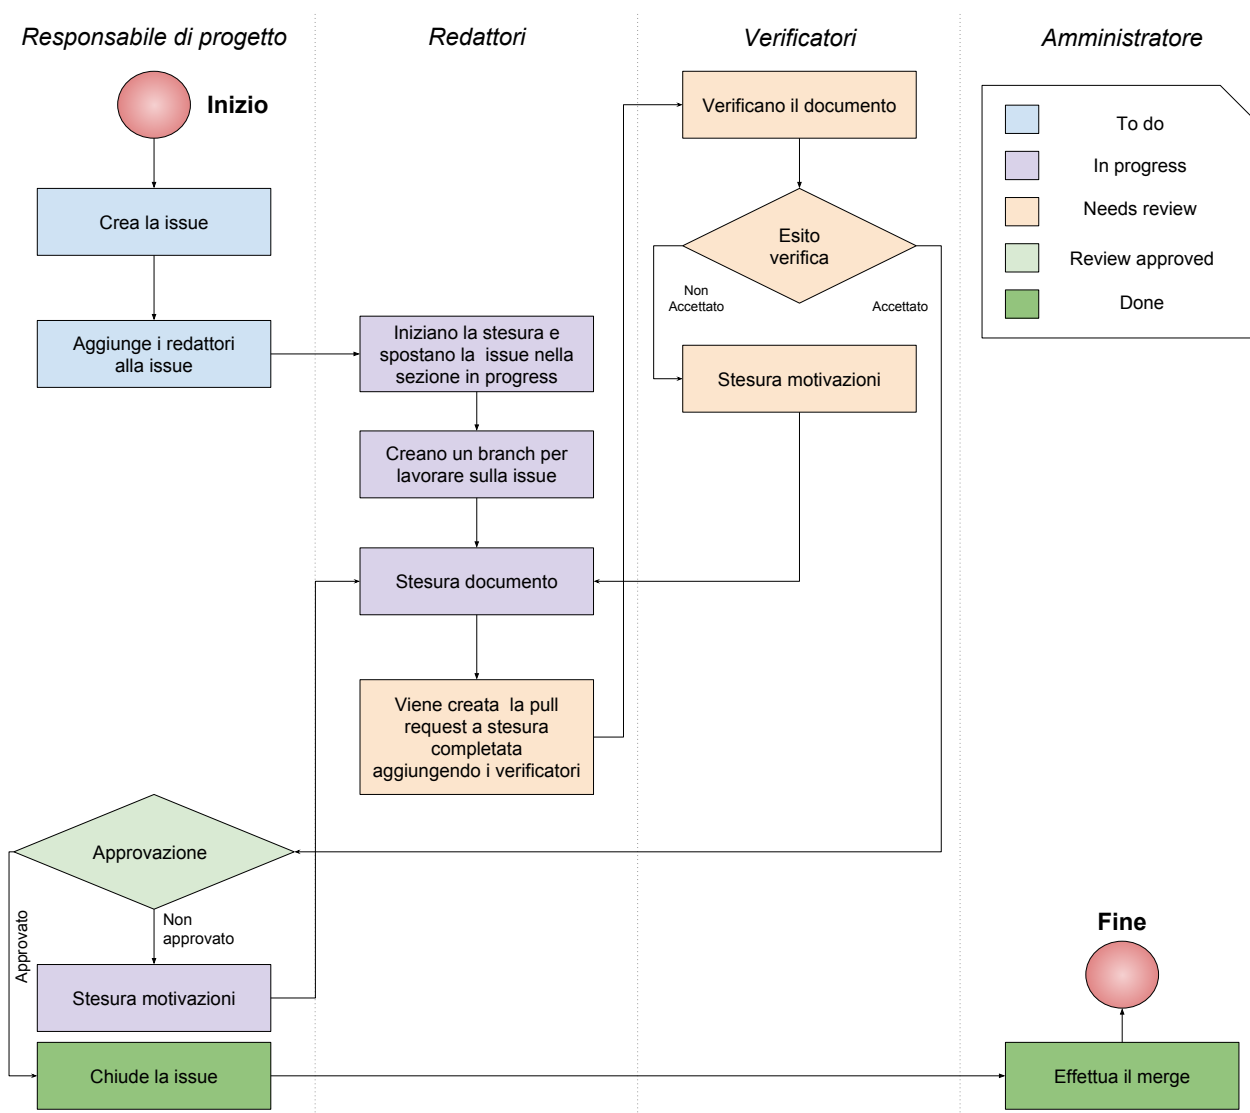 Responsabile di progetto
Redattori
Verificatori
Amministratore
Inizio
Verificano il documento
To do
In progress
Needs review
Review approved
Done
Crea la issue
Esito
verifica
Non
Accettato
Accettato
Aggiunge i redattori
alla issue
Iniziano la stesura e
spostano la  issue nella
sezione in progress
Stesura motivazioni
Creano un branch per
lavorare sulla issue
Stesura documento
Viene creata  la pull
request a stesura
completata
aggiungendo i verificatori
Approvazione
Approvato
Non
approvato
Fine
Stesura motivazioni
Chiude la issue
Effettua il merge